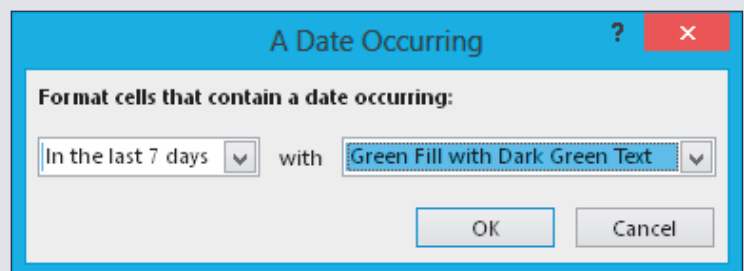 A Date Occurring ? ×
Format cells that contain a date occurring:
In the last 7 days with Green Fill with Dark Green Text
OK Cancel